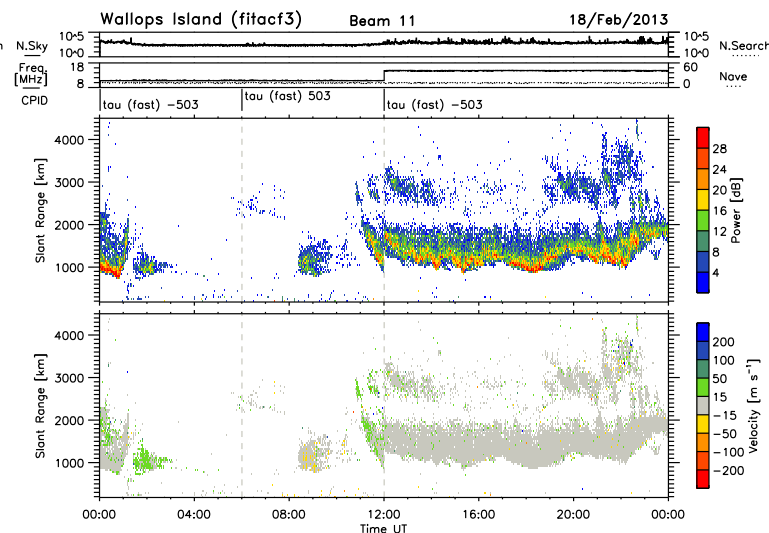 Wallops Island (fitacf3) Beam 11 18/Feb/2013
n N.Sky 10^5 10^0 10^5 10^0 N.Search
Freq. [MHz] 18 8 60 0 Nave
CPID tau (fast) -503 tau (fast) 503 tau (fast) -503
Slant Range [km]
4000
3000
2000
1000
28
24
20
16
12
8
4
Power [dB]
Slant Range [km]
4000
3000
2000
1000
200
100
50
15
-15
-50
-100
-200
Velocity [m s⁻¹]
00:00 04:00 08:00 12:00 16:00 20:00 00:00
Time UT